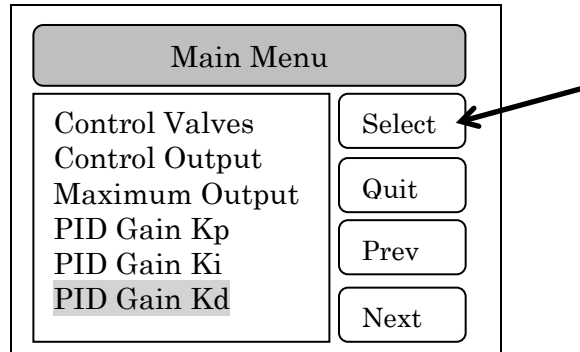 Main Menu
Control Valves
Control Output
Maximum Output
PID Gain Kp
PID Gain Ki
PID Gain Kd
Select
Quit
Prev
Next